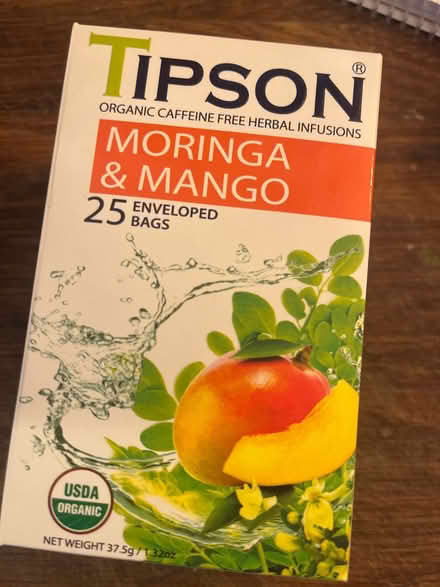 TIPSON®
ORGANIC CAFFEINE FREE HERBAL INFUSIONS
MORINGA
& MANGO
25 ENVELOPED
BAGS
USDA
ORGANIC
NET WEIGHT 37.5g / 1.32oz